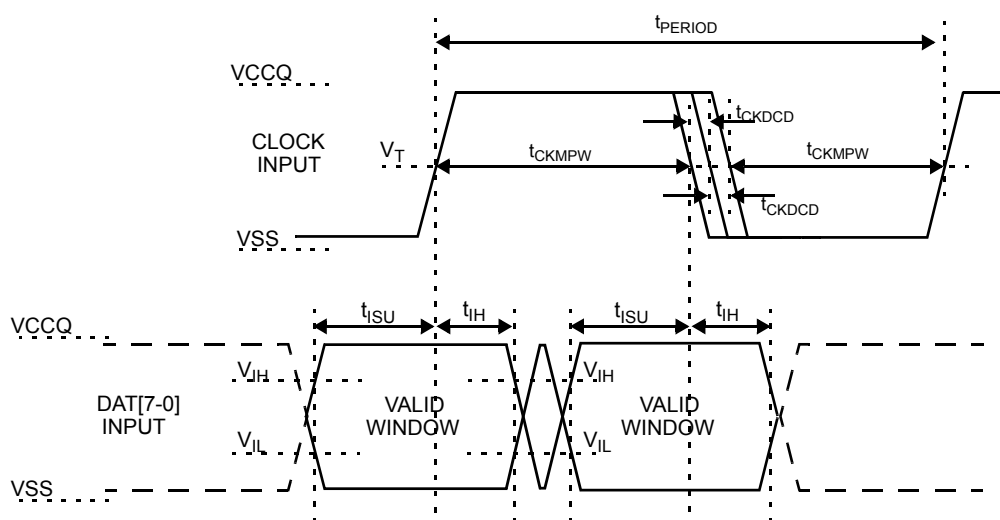 tPERIOD
VCCQ
tCKDCD
CLOCK
INPUT
VT
tCKMPW
tCKMPW
tCKDCD
VSS
tISU
tIH
tISU
tIH
VCCQ
VIH
VIH
DAT[7-0]
INPUT
VALID
WINDOW
VALID
WINDOW
VIL
VIL
VSS